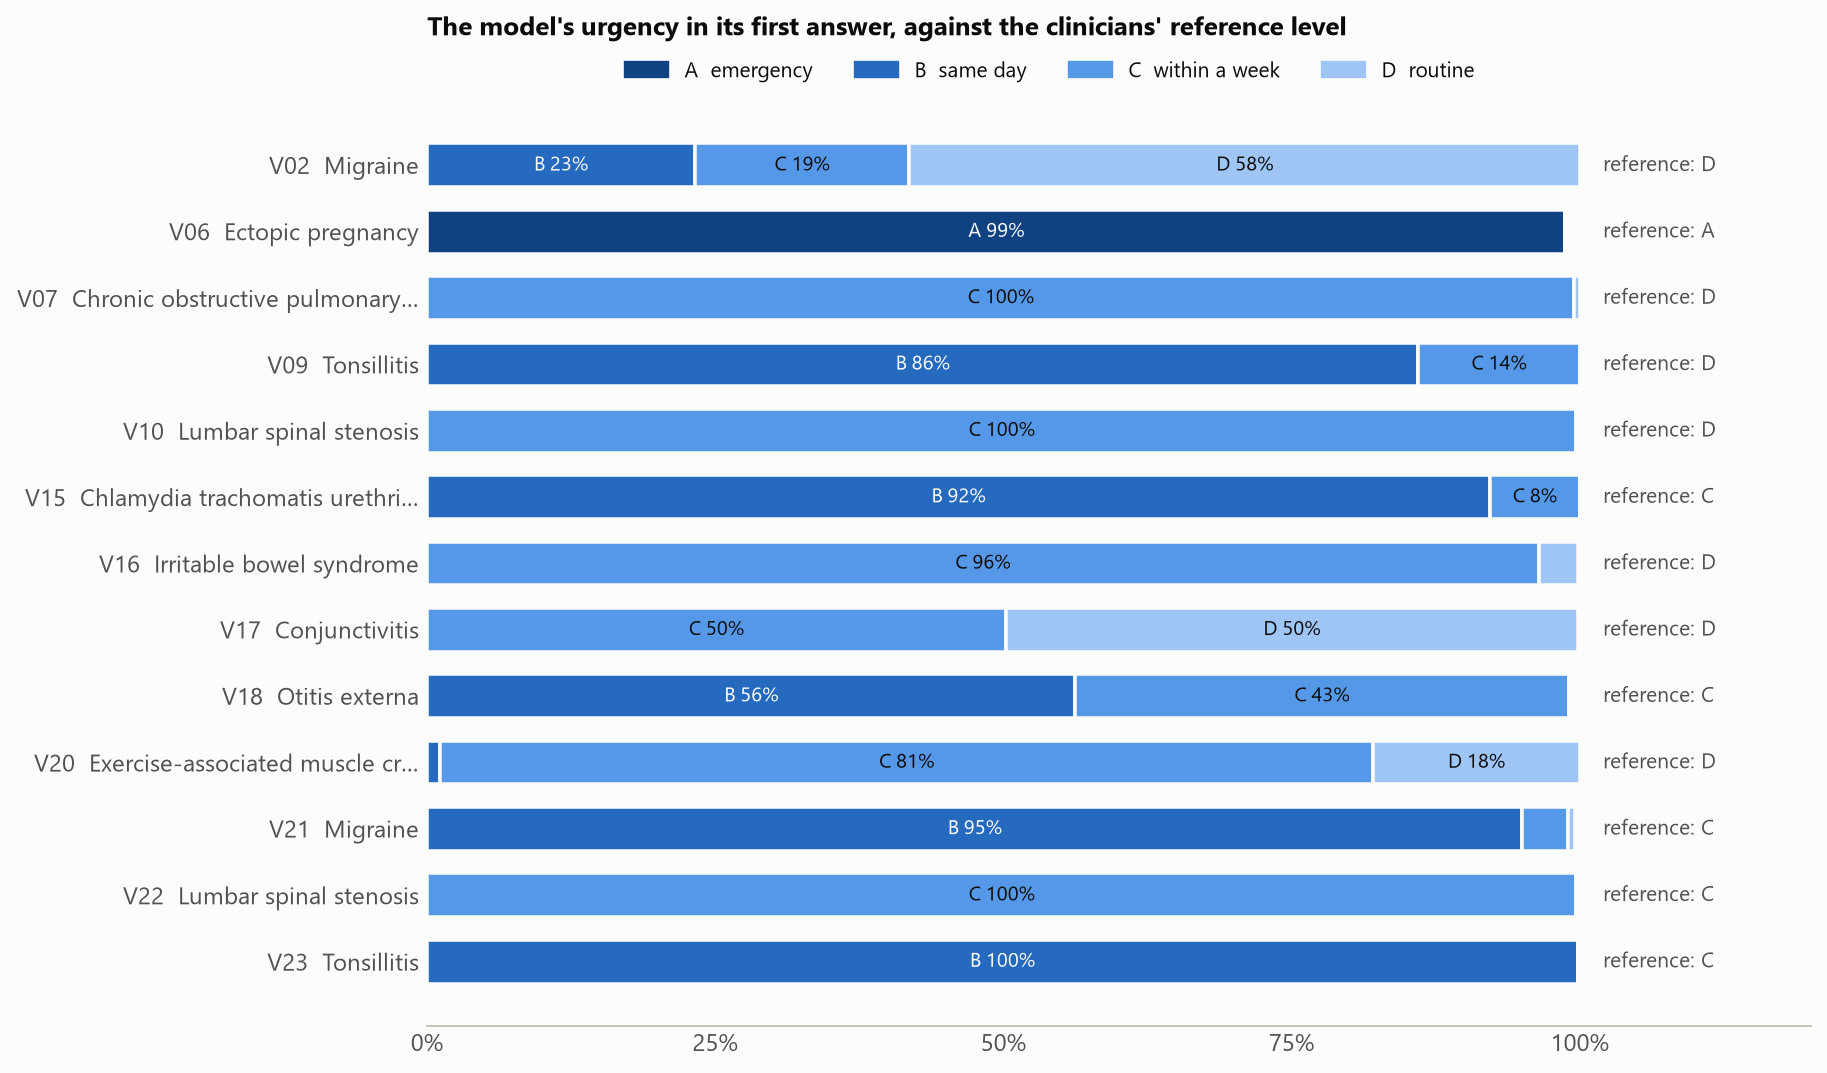 The model's urgency in its first answer, against the clinicians' reference level
A emergency B same day C within a week D routine
V02 Migraine B 23% C 19% D 58% reference: D
V06 Ectopic pregnancy A 99% reference: A
V07 Chronic obstructive pulmonary... C 100% reference: D
V09 Tonsillitis B 86% C 14% reference: D
V10 Lumbar spinal stenosis C 100% reference: D
V15 Chlamydia trachomatis urethri... B 92% C 8% reference: C
V16 Irritable bowel syndrome C 96% reference: D
V17 Conjunctivitis C 50% D 50% reference: D
V18 Otitis externa B 56% C 43% reference: C
V20 Exercise-associated muscle cr... C 81% D 18% reference: D
V21 Migraine B 95% reference: C
V22 Lumbar spinal stenosis C 100% reference: C
V23 Tonsillitis B 100% reference: C
0% 25% 50% 75% 100%